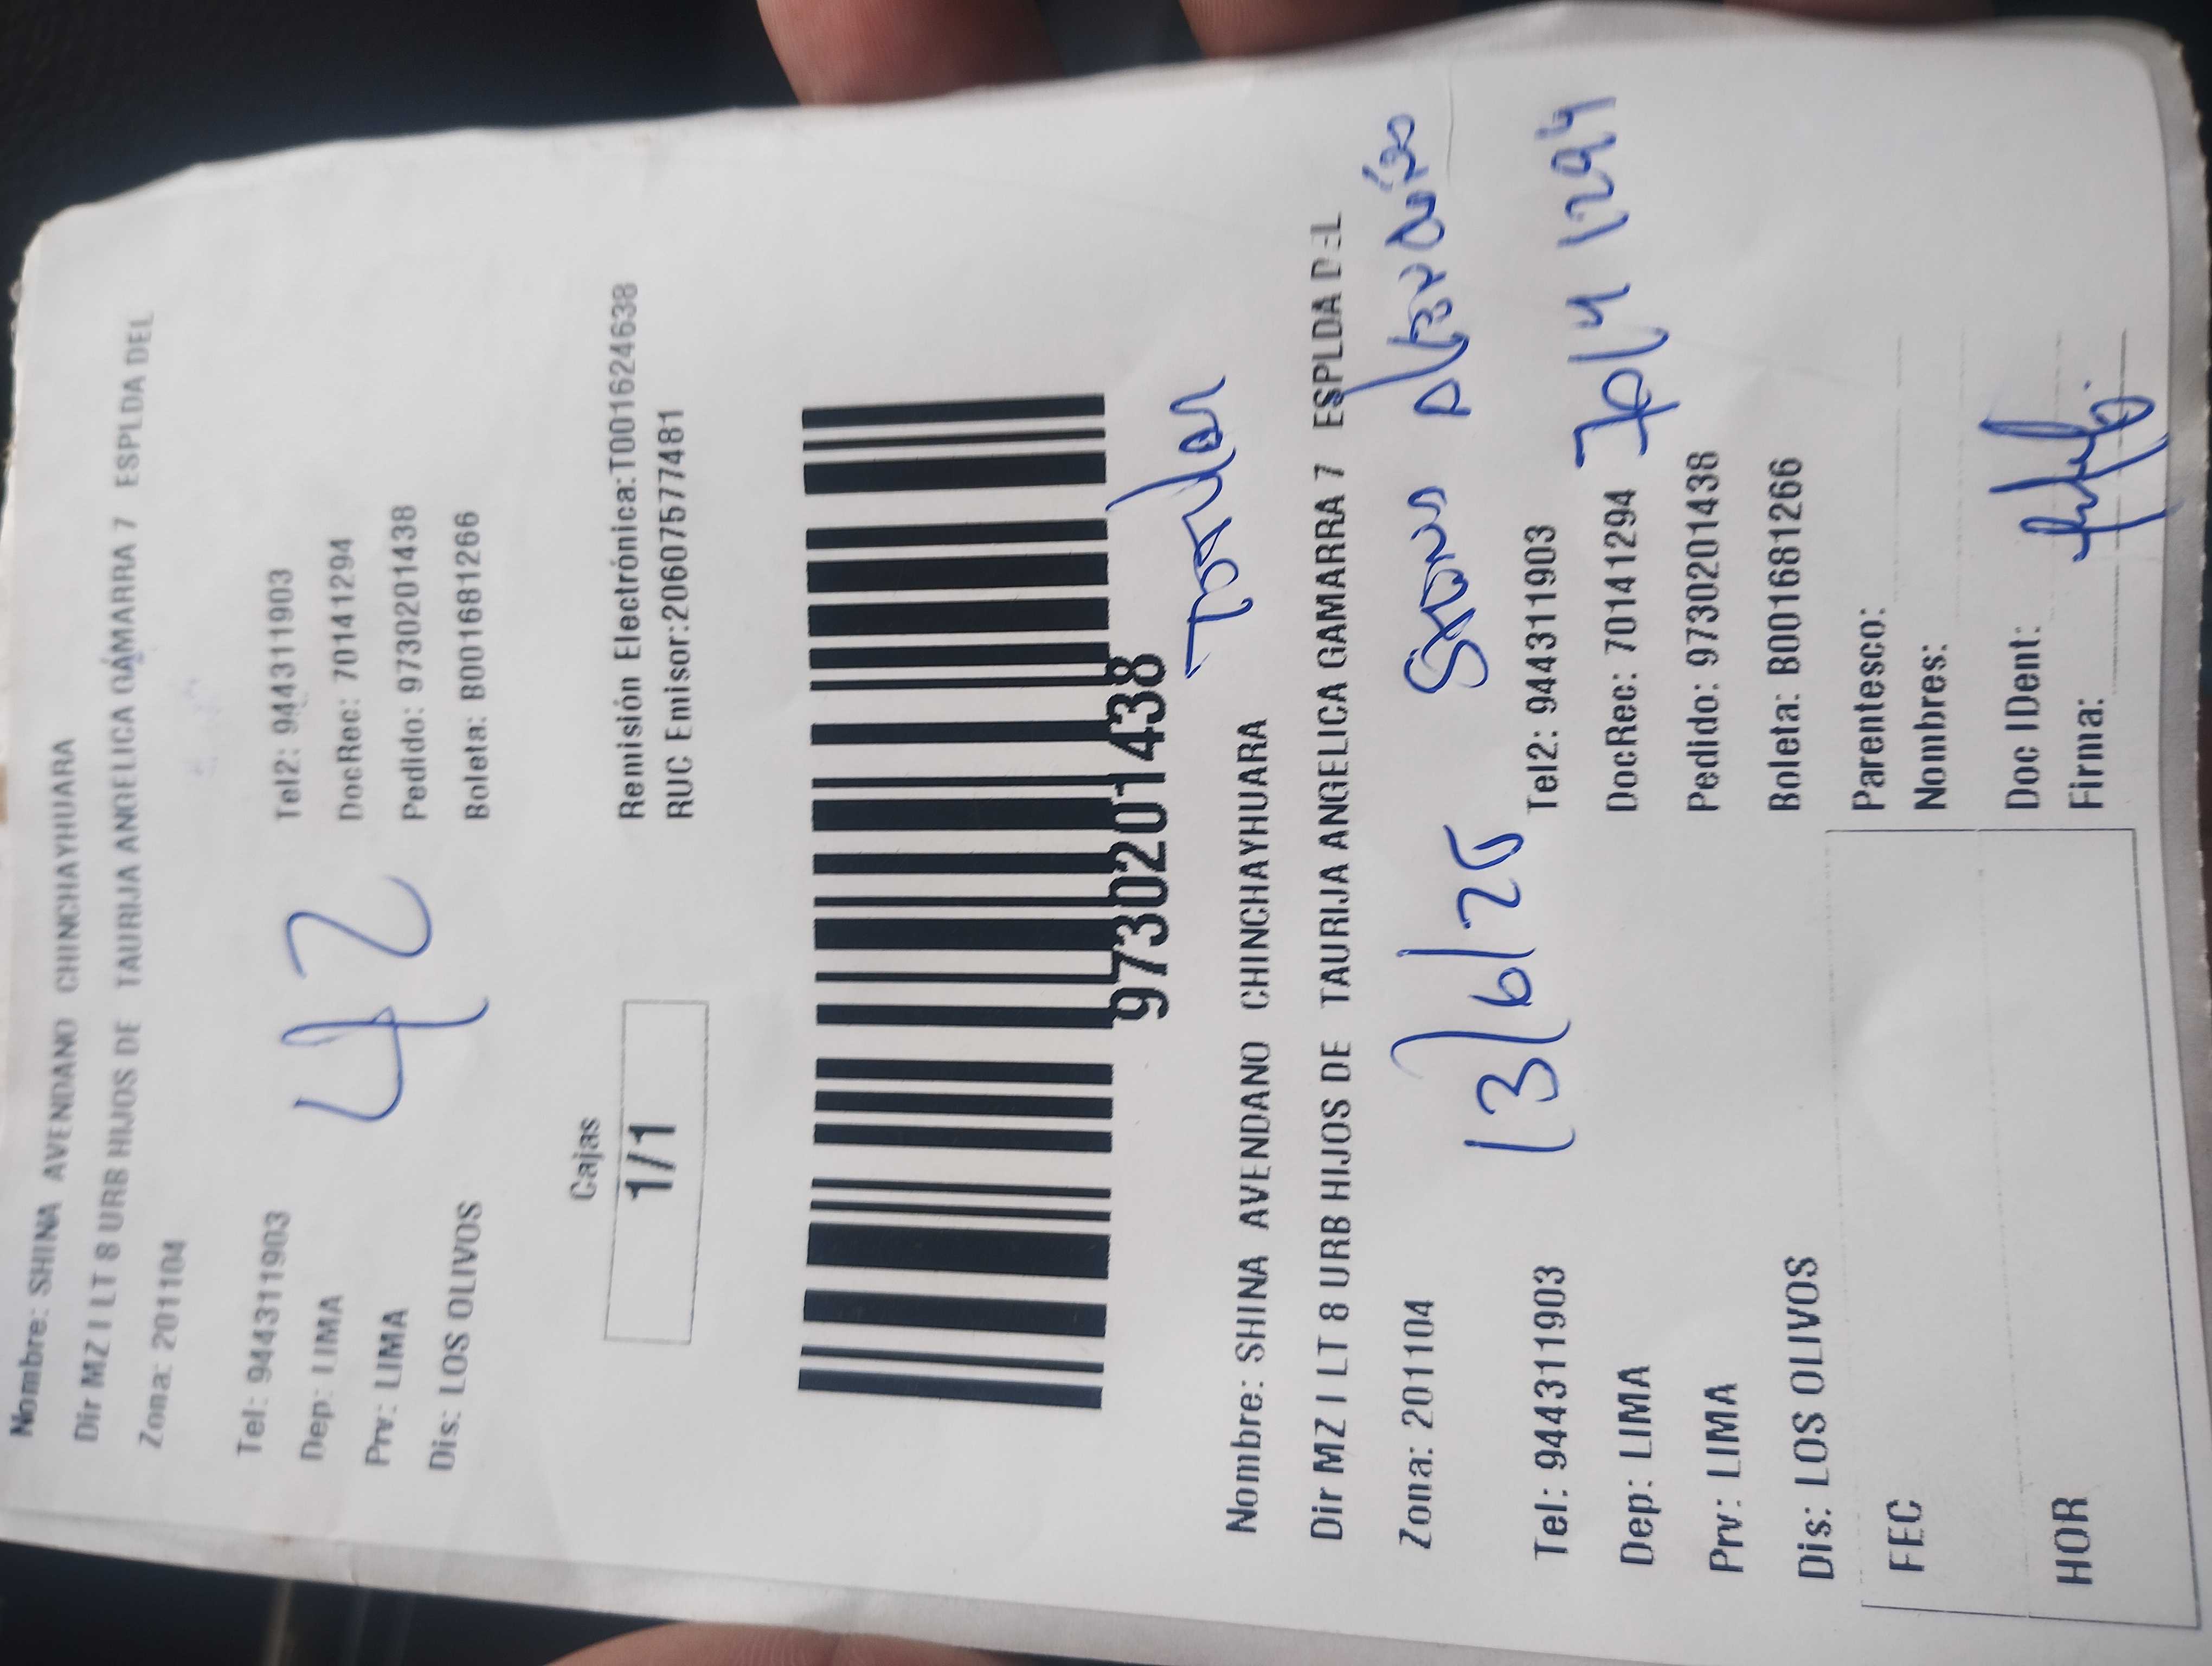 Nombre: SHINA AVENDANO CHINCHAYHUARA
Dir MZ I LT 8 URB HIJOS DE TAURIJA ANGELICA GAMARRA 7 ESPLDA DEL
Zona: 201104
Tel: 944311903 Tel2: 944311903
Dep: LIMA DocRec: 70141294
Prv: LIMA Pedido: 97302014 38
Dis: LOS OLIVOS Boleta: B001681266
42
Cajas
1/1
Remisión Electrónica:T001624638
RUC Emisor:20607577481
9730201438
Nombre: SHINA AVENDANO CHINCHAYHUARA
Dir MZ I LT 8 URB HIJOS DE TAURIJA ANGELICA GAMARRA 7 ESPLDA DEL
Zona: 201104
13/6/25
Tel: 944311903 Tel2: 944311903
Dep: LIMA DocRec: 70141294 70141294
Prv: LIMA Pedido: 9730201438
Dis: LOS OLIVOS Boleta: B001681266
FEC Parentesco:
Nombres:
HOR Doc IDent:
Firma: